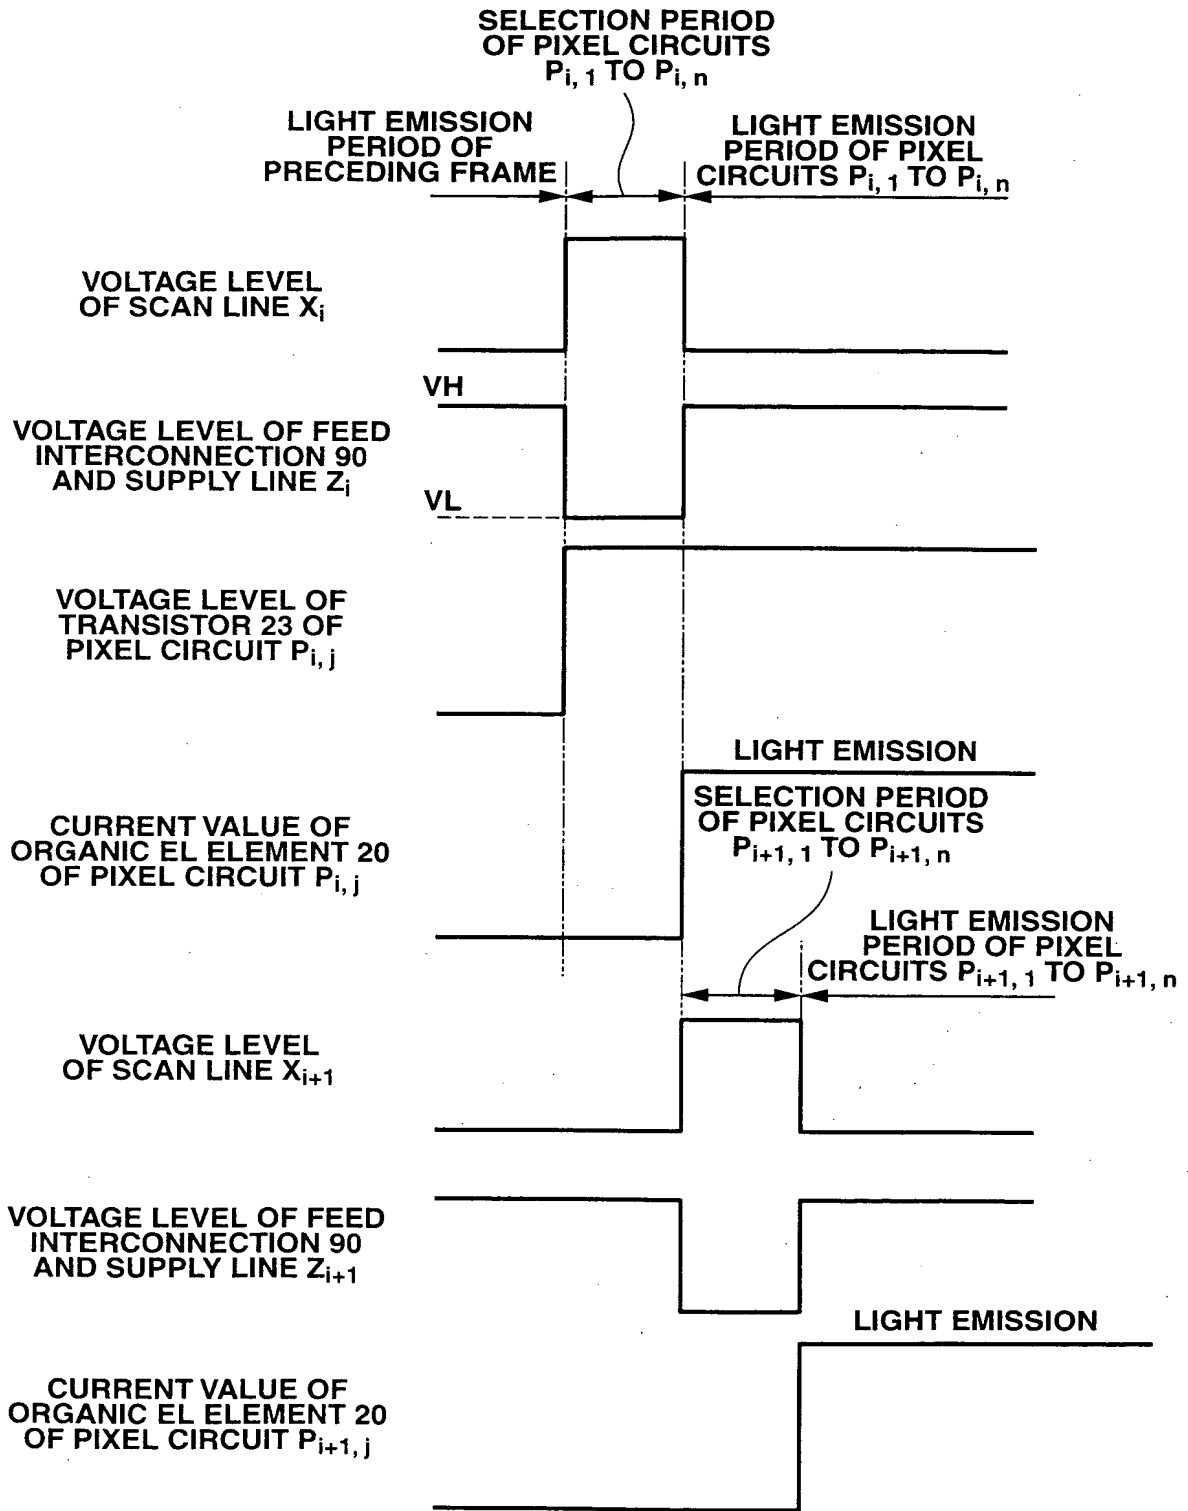 SELECTION PERIOD
OF PIXEL CIRCUITS
Pi, 1 TO Pi, n
LIGHT EMISSION
PERIOD OF
PRECEDING FRAME
LIGHT EMISSION
PERIOD OF PIXEL
CIRCUITS Pi, 1 TO Pi, n
VOLTAGE LEVEL
OF SCAN LINE Xi
VH
VOLTAGE LEVEL OF FEED
INTERCONNECTION 90
AND SUPPLY LINE Zi
VL
VOLTAGE LEVEL OF
TRANSISTOR 23 OF
PIXEL CIRCUIT Pi, j
LIGHT EMISSION
CURRENT VALUE OF
ORGANIC EL ELEMENT 20
OF PIXEL CIRCUIT Pi, j
SELECTION PERIOD
OF PIXEL CIRCUITS
Pi+1, 1 TO Pi+1, n
LIGHT EMISSION
PERIOD OF PIXEL
CIRCUITS Pi+1, 1 TO Pi+1, n
VOLTAGE LEVEL
OF SCAN LINE Xi+1
VOLTAGE LEVEL OF FEED
INTERCONNECTION 90
AND SUPPLY LINE Zi+1
LIGHT EMISSION
CURRENT VALUE OF
ORGANIC EL ELEMENT 20
OF PIXEL CIRCUIT Pi+1, j